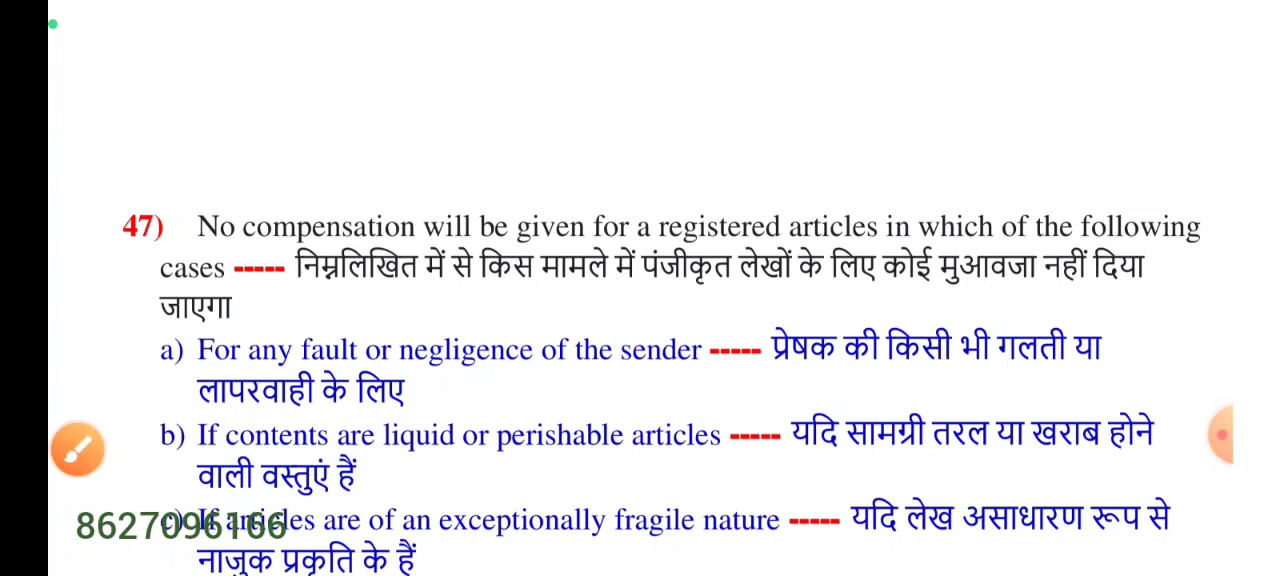 47) No compensation will be given for a registered articles in which of the following
cases ----- निम्नलिखित में से किस मामले में पंजीकृत लेखों के लिए कोई मुआवजा नहीं दिया
जाएगा
a) For any fault or negligence of the sender ----- प्रेषक की किसी भी गलती या
लापरवाही के लिए
b) If contents are liquid or perishable articles ----- यदि सामग्री तरल या खराब होने
वाली वस्तुएं हैं
c) If articles are of an exceptionally fragile nature ----- यदि लेख असाधारण रूप से
8627096166
नाजुक प्रकृति के हैं